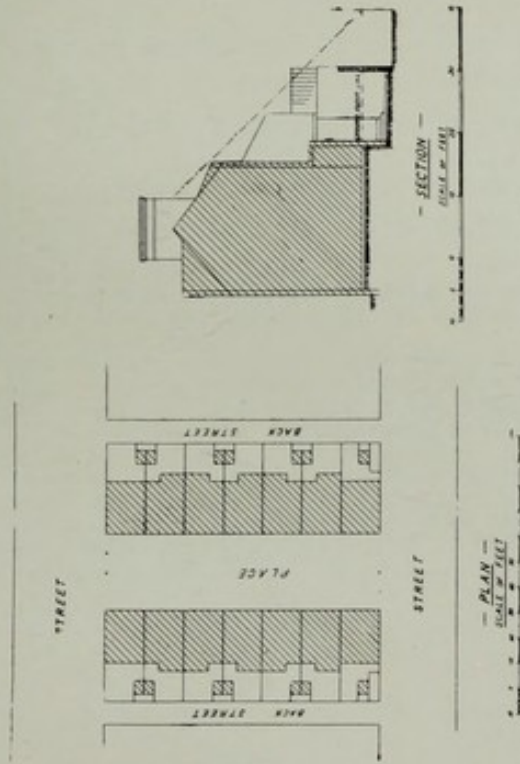 — SECTION —
SCALE OF FEET
BACK STREET
STREET
PLACE
STREET
BACK STREET
— PLAN —
SCALE OF FEET